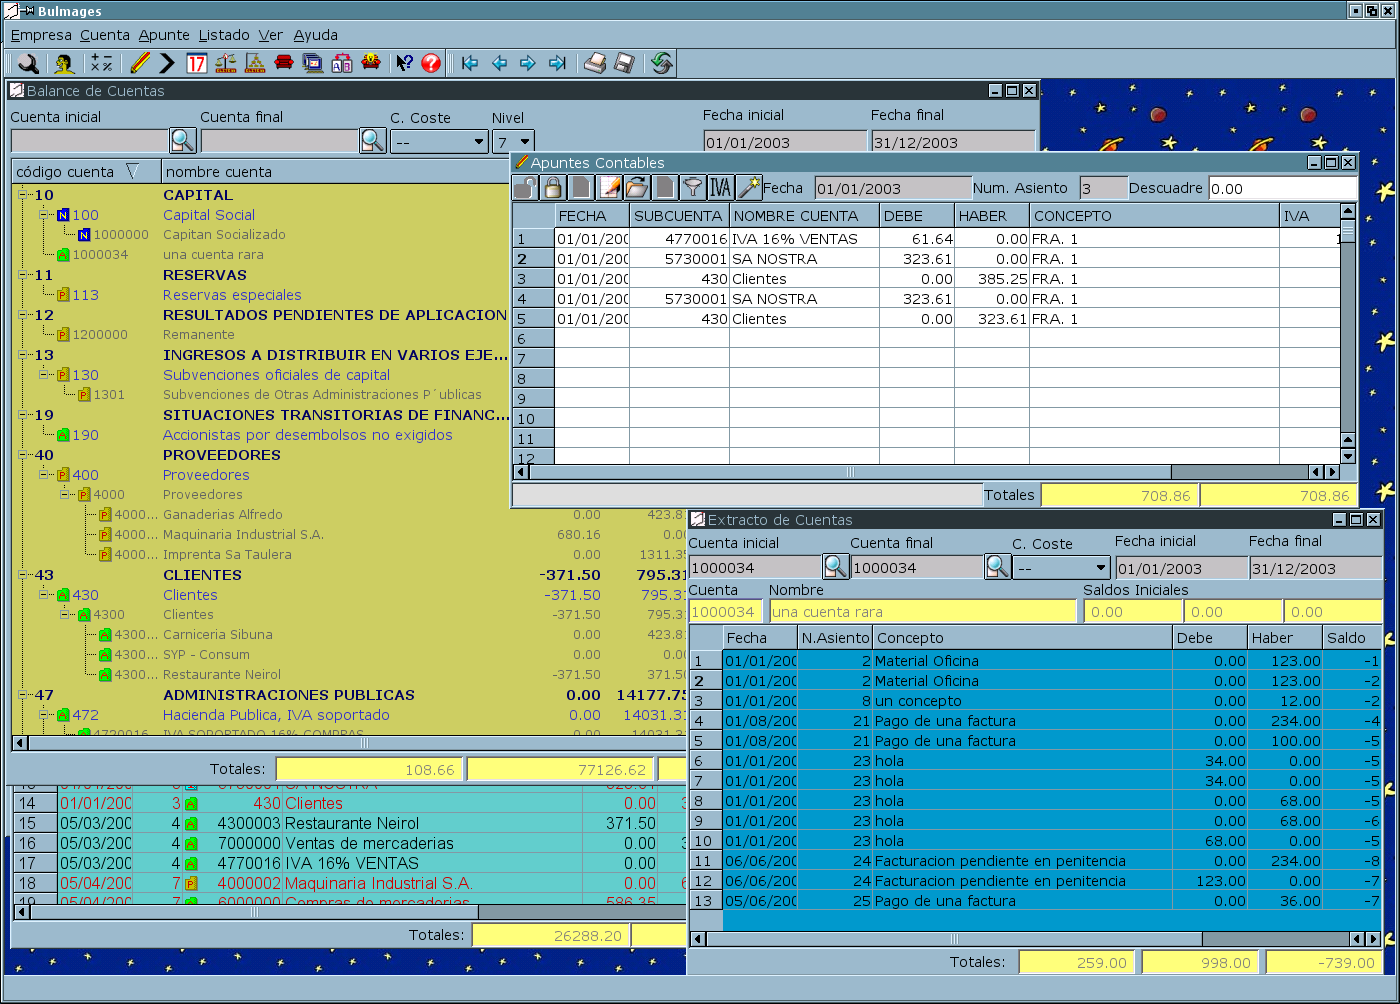 Bulmages
Empresa Cuenta Apunte Listado Ver Ayuda
17
Balance de Cuentas
Cuenta inicial Cuenta final C. Coste Nivel Fecha inicial Fecha final
-- 7 01/01/2003 31/12/2003
código cuenta nombre cuenta
10 CAPITAL
N 100 Capital Social
N 1000000 Capitan Socializado
A 1000034 una cuenta rara
11 RESERVAS
P 113 Reservas especiales
12 RESULTADOS PENDIENTES DE APLICACION
P 1200000 Remanente
13 INGRESOS A DISTRIBUIR EN VARIOS EJE...
P 130 Subvenciones oficiales de capital
P 1301 Subvenciones de Otras Administraciones P´ublicas
19 SITUACIONES TRANSITORIAS DE FINANC...
A 190 Accionistas por desembolsos no exigidos
40 PROVEEDORES
P 400 Proveedores
P 4000 Proveedores
P 4000... Ganaderias Alfredo 0.00 423.8
P 4000... Maquinaria Industrial S.A. 680.16 0.0
P 4000... Imprenta Sa Taulera 0.00 1311.3
43 CLIENTES -371.50 795.31
A 430 Clientes -371.50 795.3
A 4300 Clientes -371.50 795.3
A 4300... Carniceria Sibuna 0.00 423.8
A 4300... SYP - Consum 0.00 0.00
A 4300... Restaurante Neirol -371.50 371.50
47 ADMINISTRACIONES PUBLICAS 0.00 14177.75
A 472 Hacienda Publica, IVA soportado 0.00 14031.31
4720016 IVA SOPORTADO 16% COMPRAS 0.00 14031.3
Totales: 108.66 77126.62
Apuntes Contables
IVA Fecha 01/01/2003 Num. Asiento 3 Descuadre 0.00
FECHA SUBCUENTA NOMBRE CUENTA DEBE HABER CONCEPTO IVA
1 01/01/200 4770016 IVA 16% VENTAS 61.64 0.00 FRA. 1 1
2 01/01/200 5730001 SA NOSTRA 323.61 0.00 FRA. 1
3 01/01/200 430 Clientes 0.00 385.25 FRA. 1
4 01/01/200 5730001 SA NOSTRA 323.61 0.00 FRA. 1
5 01/01/200 430 Clientes 0.00 323.61 FRA. 1
6
7
8
9
10
11
12
Totales 708.86 708.86
Extracto de Cuentas
Cuenta inicial Cuenta final C. Coste Fecha inicial Fecha final
1000034 1000034 -- 01/01/2003 31/12/2003
Cuenta Nombre Saldos Iniciales
1000034 una cuenta rara 0.00 0.00 0.00
Fecha N.Asiento Concepto Debe Haber Saldo
1 01/01/200 2 Material Oficina 0.00 123.00 -1
2 01/01/200 2 Material Oficina 0.00 123.00 -2
3 01/01/200 8 un concepto 0.00 12.00 -2
4 01/08/200 21 Pago de una factura 0.00 234.00 -4
5 01/08/200 21 Pago de una factura 0.00 100.00 -5
6 01/01/200 23 hola 34.00 0.00 -5
7 01/01/200 23 hola 34.00 0.00 -5
8 01/01/200 23 hola 0.00 68.00 -5
9 01/01/200 23 hola 0.00 68.00 -6
10 01/01/200 23 hola 68.00 0.00 -5
11 06/06/200 24 Facturacion pendiente en penitencia 0.00 234.00 -8
12 06/06/200 24 Facturacion pendiente en penitencia 123.00 0.00 -7
13 05/06/200 25 Pago de una factura 0.00 36.00 -7
Totales: 259.00 998.00 -739.00
14 01/01/200 3 A 430 Clientes 0.00 3
15 05/03/200 4 A 4300003 Restaurante Neirol 371.50
16 05/03/200 4 A 7000000 Ventas de mercaderias 0.00 3
17 05/03/200 4 A 4770016 IVA 16% VENTAS 0.00
18 05/04/200 7 P 4000002 Maquinaria Industrial S.A. 0.00 6
19 05/04/200 7 6000000 Compras de mercaderias 586.35
Totales: 26288.20